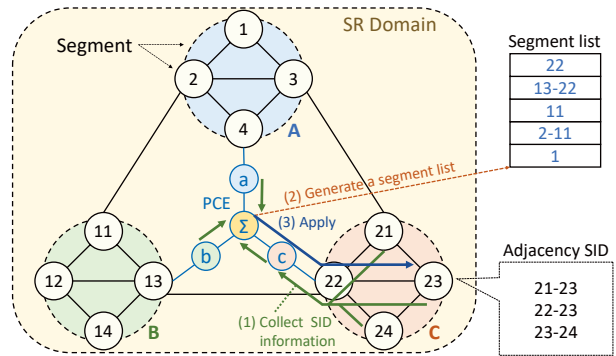 SR Domain
Segment
1
2
3
4
A
Segment list
22
13-22
11
2-11
1
a
PCE
Σ
b
c
(2) Generate a segment list
(3) Apply
11
12
13
14
B
21
22
23
24
C
(1) Collect SID
information
Adjacency SID
21-23
22-23
23-24